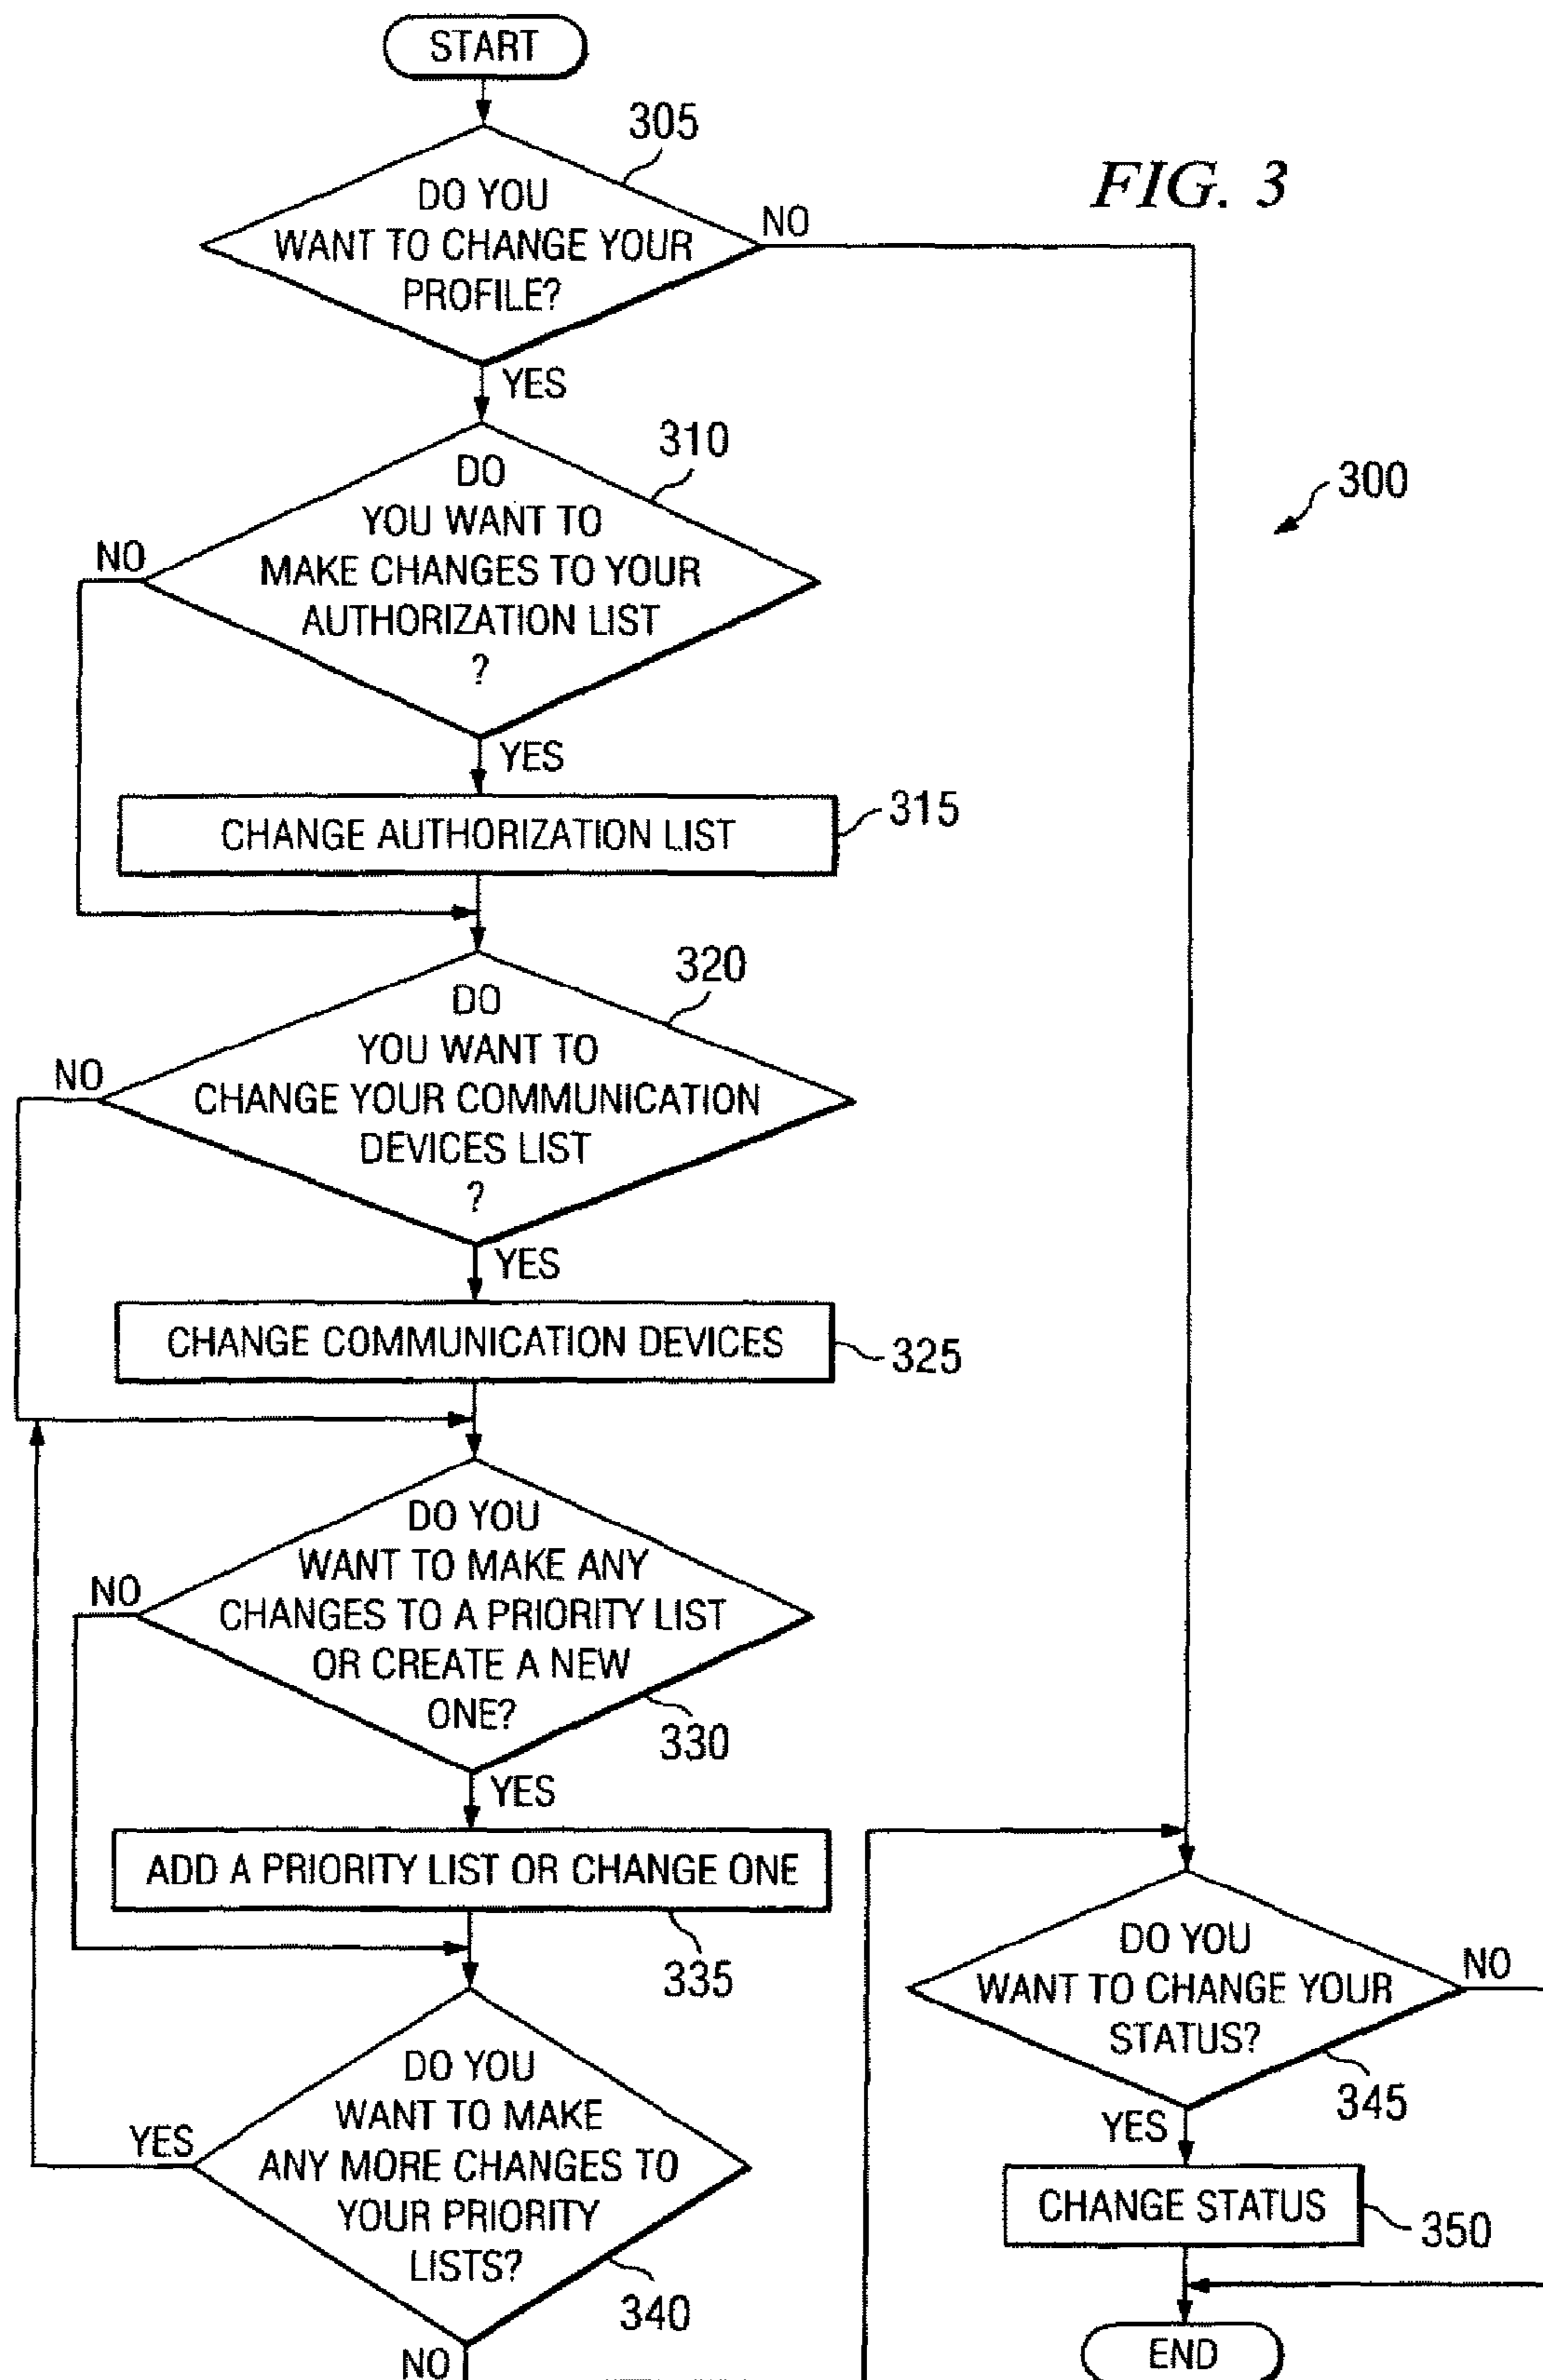 START
305
FIG. 3
DO YOU
WANT TO CHANGE YOUR
PROFILE?
NO
YES
310
300
DO
YOU WANT TO
MAKE CHANGES TO YOUR
AUTHORIZATION LIST
?
NO
YES
CHANGE AUTHORIZATION LIST
315
320
DO
YOU WANT TO
CHANGE YOUR COMMUNICATION
DEVICES LIST
?
NO
YES
CHANGE COMMUNICATION DEVICES
325
DO YOU
WANT TO MAKE ANY
CHANGES TO A PRIORITY LIST
OR CREATE A NEW
ONE?
NO
330
YES
ADD A PRIORITY LIST OR CHANGE ONE
335
DO YOU
WANT TO MAKE
ANY MORE CHANGES TO
YOUR PRIORITY
LISTS?
YES
340
NO
DO YOU
WANT TO CHANGE YOUR
STATUS?
NO
345
YES
CHANGE STATUS
350
END